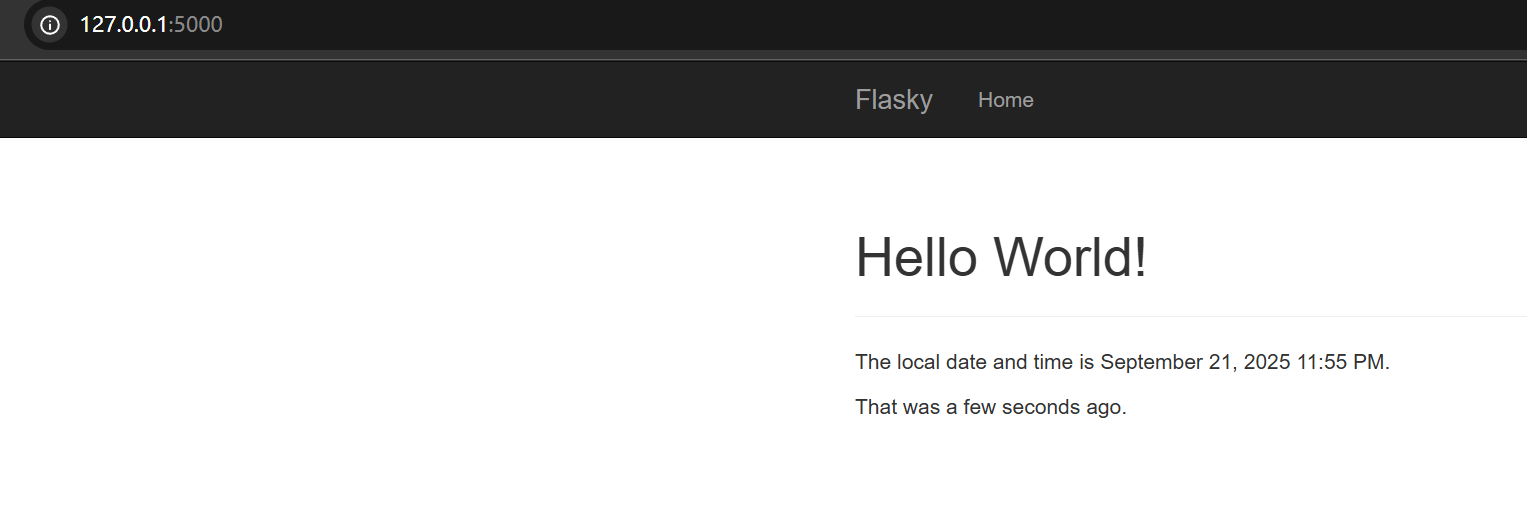 127.0.0.1:5000
Flasky Home
Hello World!
The local date and time is September 21, 2025 11:55 PM.
That was a few seconds ago.